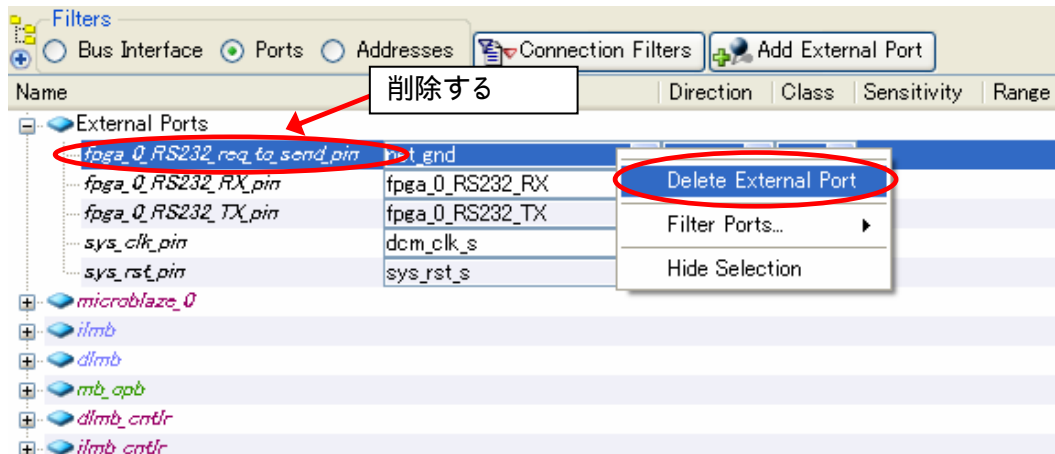 Filters
Bus Interface Ports Addresses Connection Filters Add External Port
削除する
Name Direction Class Sensitivity Range
External Ports
fpga_0_RS232_req_to_send_pin net_gnd
Delete External Port
fpga_0_RS232_RX_pin fpga_0_RS232_RX
fpga_0_RS232_TX_pin fpga_0_RS232_TX
Filter Ports...
sys_clk_pin dcm_clk_s
sys_rst_pin sys_rst_s
Hide Selection
microblaze_0
ilmb
dlmb
mb_opb
dlmb_cntlr
ilmb_cntlr